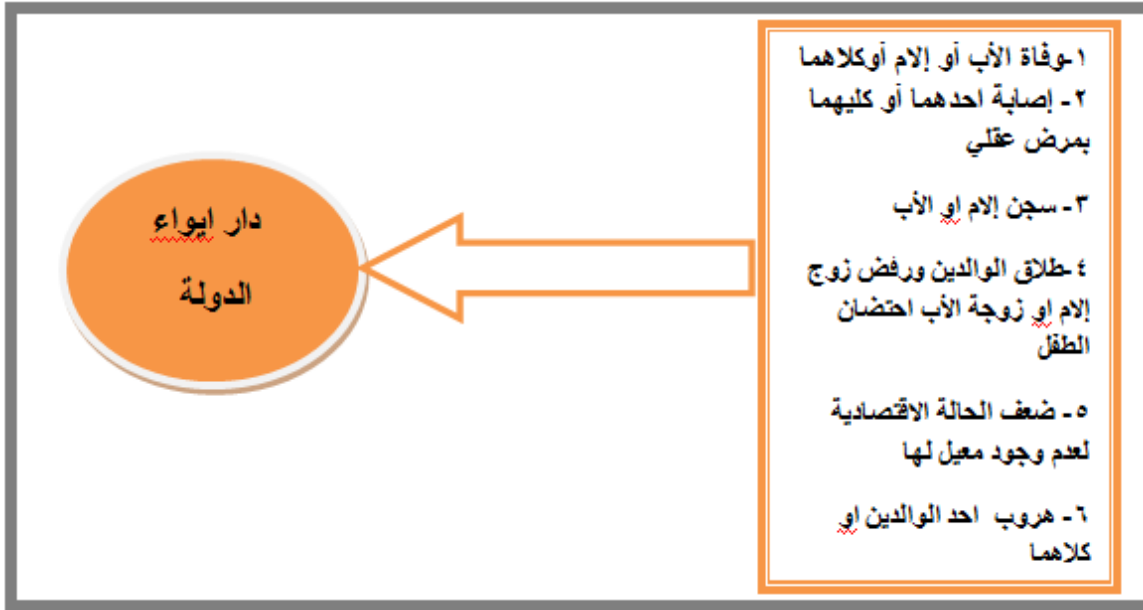 ١-وفاة الأب أو إلام أوكلاهما
٢- إصابة احدهما أو كليهما
بمرض عقلي
٣- سجن إلام او الأب
٤-طلاق الوالدين ورفض زوج
إلام او زوجة الأب احتضان
الطفل
٥- ضعف الحالة الاقتصادية
لعدم وجود معيل لها
٦- هروب احد الوالدين او
كلاهما
دار ايواء
الدولة